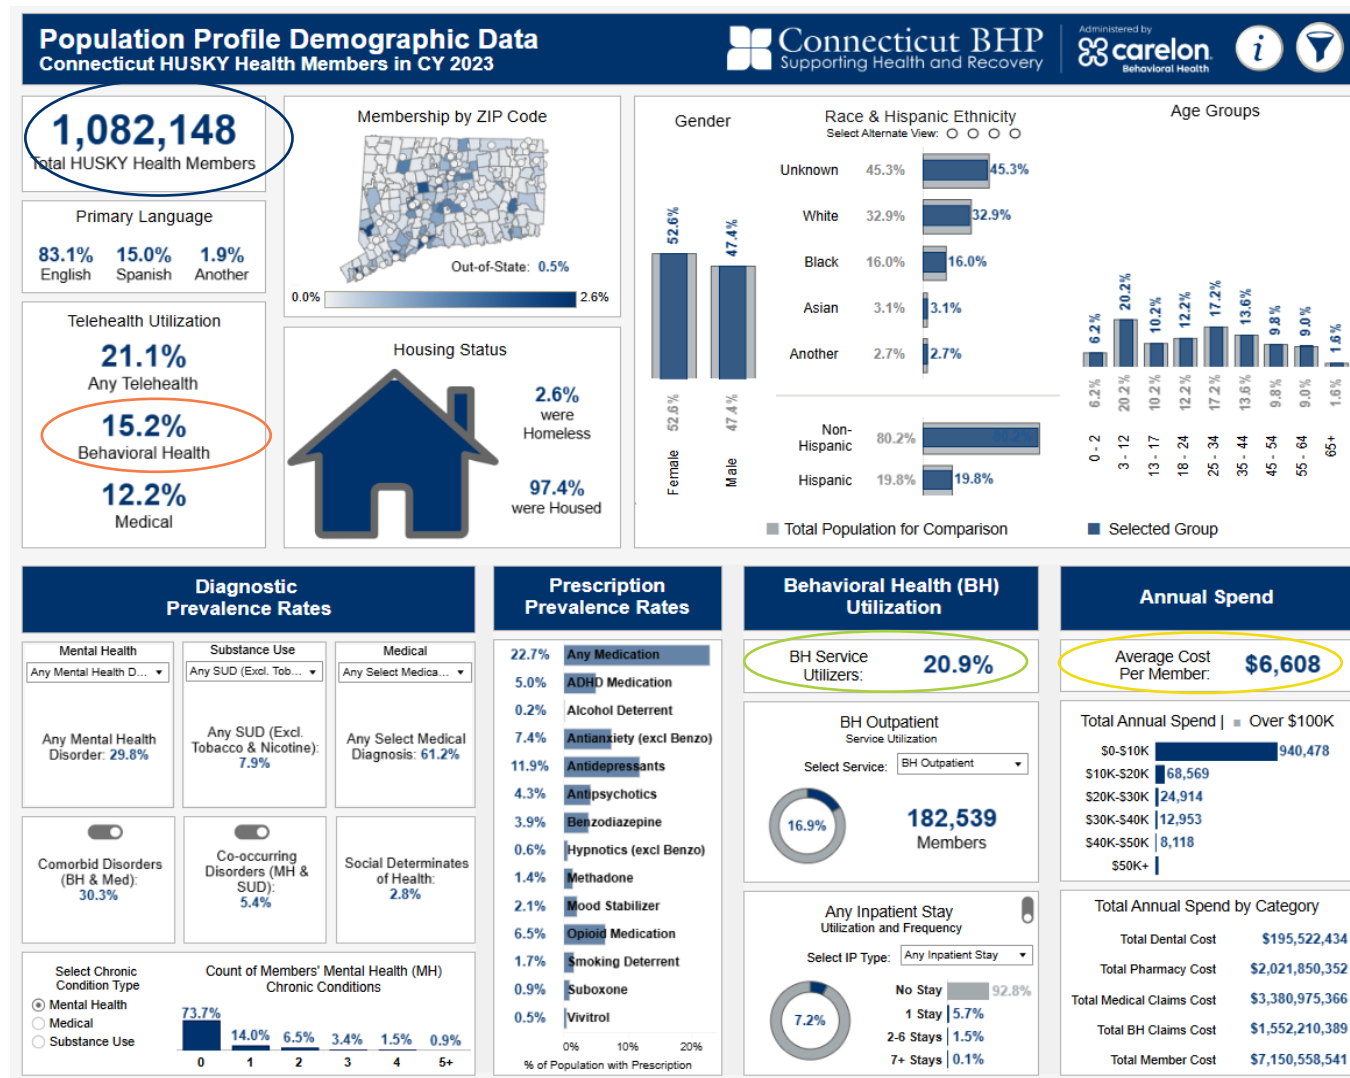 Population Profile Demographic Data
Connecticut HUSKY Health Members in CY 2023
Connecticut BHP
Supporting Health and Recovery
Administered by
carelon
Behavioral Health
i
1,082,148
Total HUSKY Health Members
Primary Language
83.1% 15.0% 1.9%
English Spanish Another
Telehealth Utilization
21.1%
Any Telehealth
15.2%
Behavioral Health
12.2%
Medical
Membership by ZIP Code
Out-of-State: 0.5%
0.0% 2.6%
Housing Status
2.6%
were
Homeless
97.4%
were Housed
Gender
52.6% 47.4%
52.6% 47.4%
Female Male
Race & Hispanic Ethnicity
Select Alternate View:
Unknown 45.3% 45.3%
White 32.9% 32.9%
Black 16.0% 16.0%
Asian 3.1% 3.1%
Another 2.7% 2.7%
Non-
Hispanic 80.2% 80.2%
Hispanic 19.8% 19.8%
Age Groups
6.2% 20.2% 10.2% 12.2% 17.2% 13.6% 9.8% 9.0% 1.6%
6.2% 20.2% 10.2% 12.2% 17.2% 13.6% 9.8% 9.0% 1.6%
0 - 2 3 - 12 13 - 17 18 - 24 25 - 34 35 - 44 45 - 54 55 - 64 65+
Total Population for Comparison Selected Group
Diagnostic
Prevalence Rates
Mental Health
Any Mental Health D...
Any Mental Health
Disorder: 29.8%
Substance Use
Any SUD (Excl. Tob...
Any SUD (Excl.
Tobacco & Nicotine):
7.9%
Medical
Any Select Medica...
Any Select Medical
Diagnosis: 61.2%
Comorbid Disorders
(BH & Med):
30.3%
Co-occurring
Disorders (MH &
SUD):
5.4%
Social Determinates
of Health:
2.8%
Select Chronic
Condition Type
Mental Health
Medical
Substance Use
Count of Members' Mental Health (MH)
Chronic Conditions
73.7% 14.0% 6.5% 3.4% 1.5% 0.9%
0 1 2 3 4 5+
Prescription
Prevalence Rates
22.7% Any Medication
5.0% ADHD Medication
0.2% Alcohol Deterrent
7.4% Antianxiety (excl Benzo)
11.9% Antidepressants
4.3% Antipsychotics
3.9% Benzodiazepine
0.6% Hypnotics (excl Benzo)
1.4% Methadone
2.1% Mood Stabilizer
6.5% Opioid Medication
1.7% Smoking Deterrent
0.9% Suboxone
0.5% Vivitrol
0% 10% 20%
% of Population with Prescription
Behavioral Health (BH)
Utilization
BH Service
Utilizers: 20.9%
BH Outpatient
Service Utilization
Select Service: BH Outpatient
16.9%
182,539
Members
Any Inpatient Stay
Utilization and Frequency
Select IP Type: Any Inpatient Stay
7.2%
No Stay 92.8%
1 Stay 5.7%
2-6 Stays 1.5%
7+ Stays 0.1%
Annual Spend
Average Cost
Per Member: $6,608
Total Annual Spend | Over $100K
$0-$10K 940,478
$10K-$20K 68,569
$20K-$30K 24,914
$30K-$40K 12,953
$40K-$50K 8,118
$50K+
Total Annual Spend by Category
Total Dental Cost $195,522,434
Total Pharmacy Cost $2,021,850,352
Total Medical Claims Cost $3,380,975,366
Total BH Claims Cost $1,552,210,389
Total Member Cost $7,150,558,541